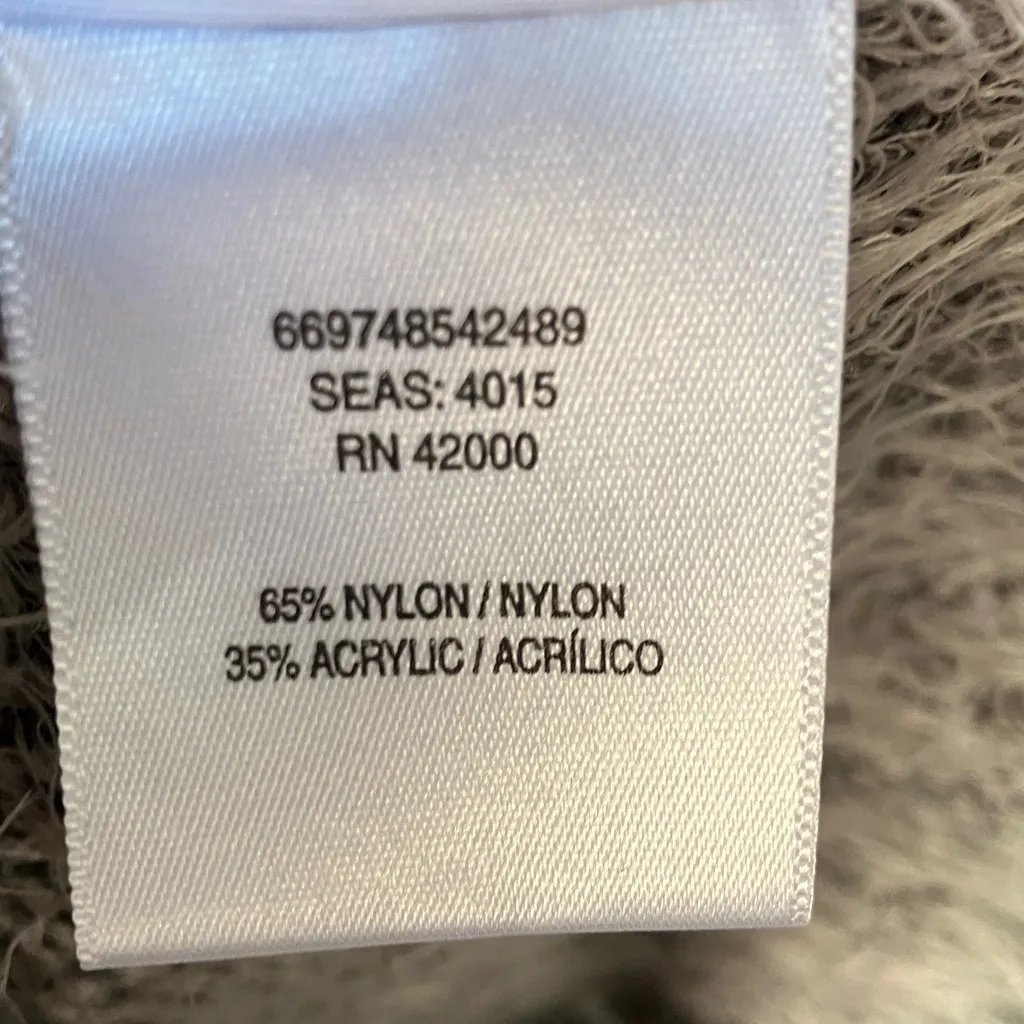 669748542489
SEAS: 4015
RN 42000
65% NYLON / NYLON
35% ACRYLIC / ACRÍLICO